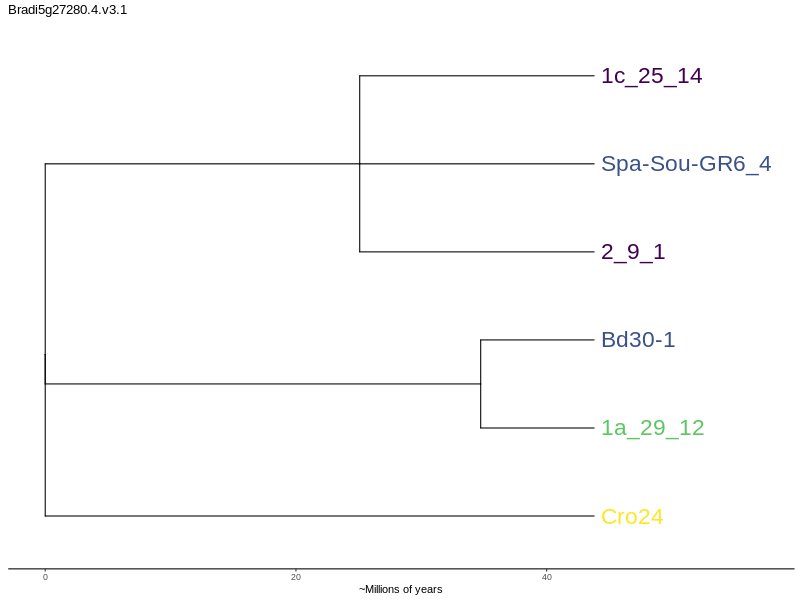 Bradi5g27280.4.v3.1
1c_25_14
Spa-Sou-GR6_4
2_9_1
Bd30-1
1a_29_12
Cro24
0 20 40
~Millions of years